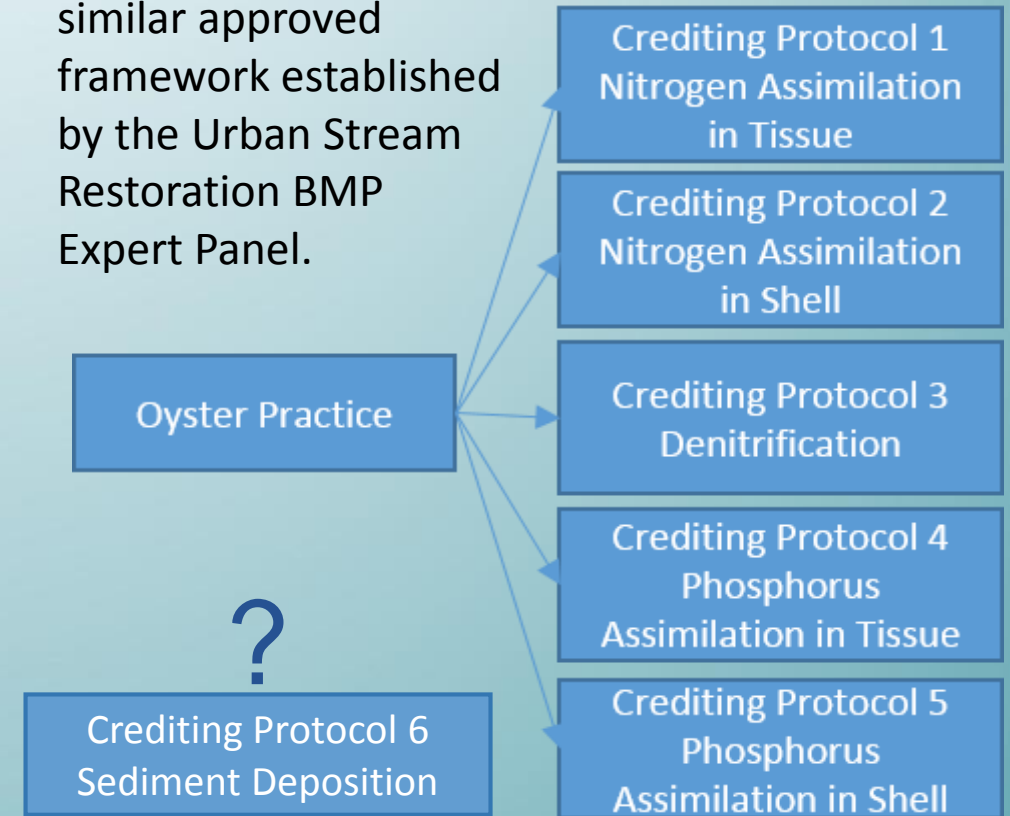 similar approved
framework established
by the Urban Stream
Restoration BMP
Expert Panel.
Oyster Practice
Crediting Protocol 1
Nitrogen Assimilation
in Tissue
Crediting Protocol 2
Nitrogen Assimilation
in Shell
Crediting Protocol 3
Denitrification
Crediting Protocol 4
Phosphorus
Assimilation in Tissue
Crediting Protocol 5
Phosphorus
Assimilation in Shell
?
Crediting Protocol 6
Sediment Deposition